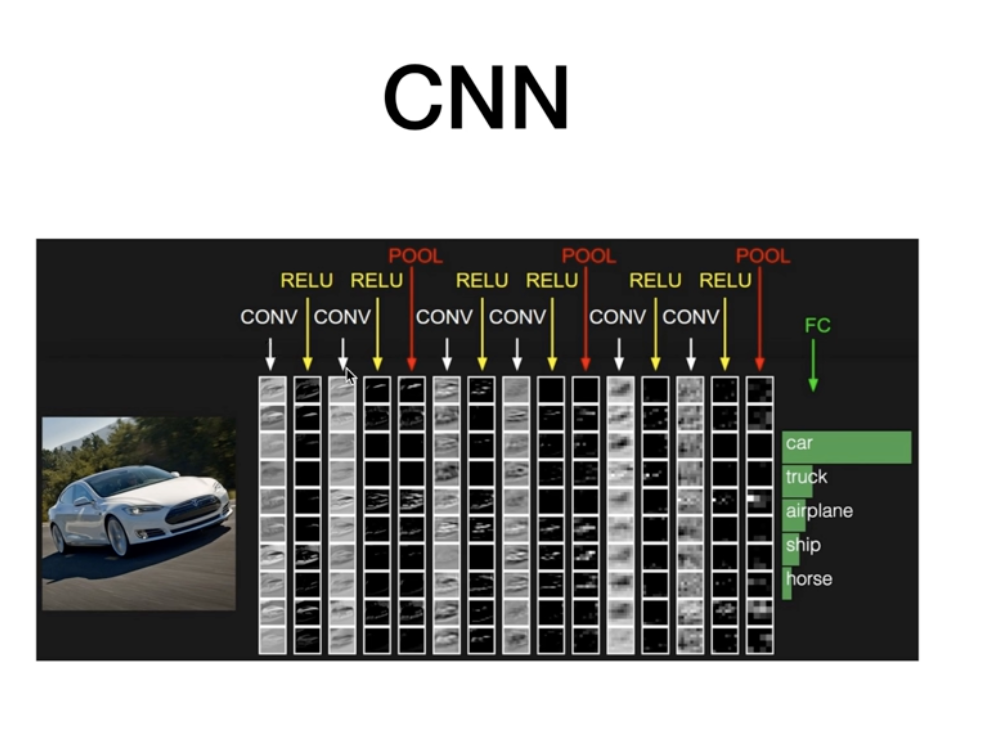 CNN
POOL POOL POOL
RELU RELU RELU RELU RELU RELU
CONV CONV CONV CONV CONV CONV
FC
car
truck
airplane
ship
horse